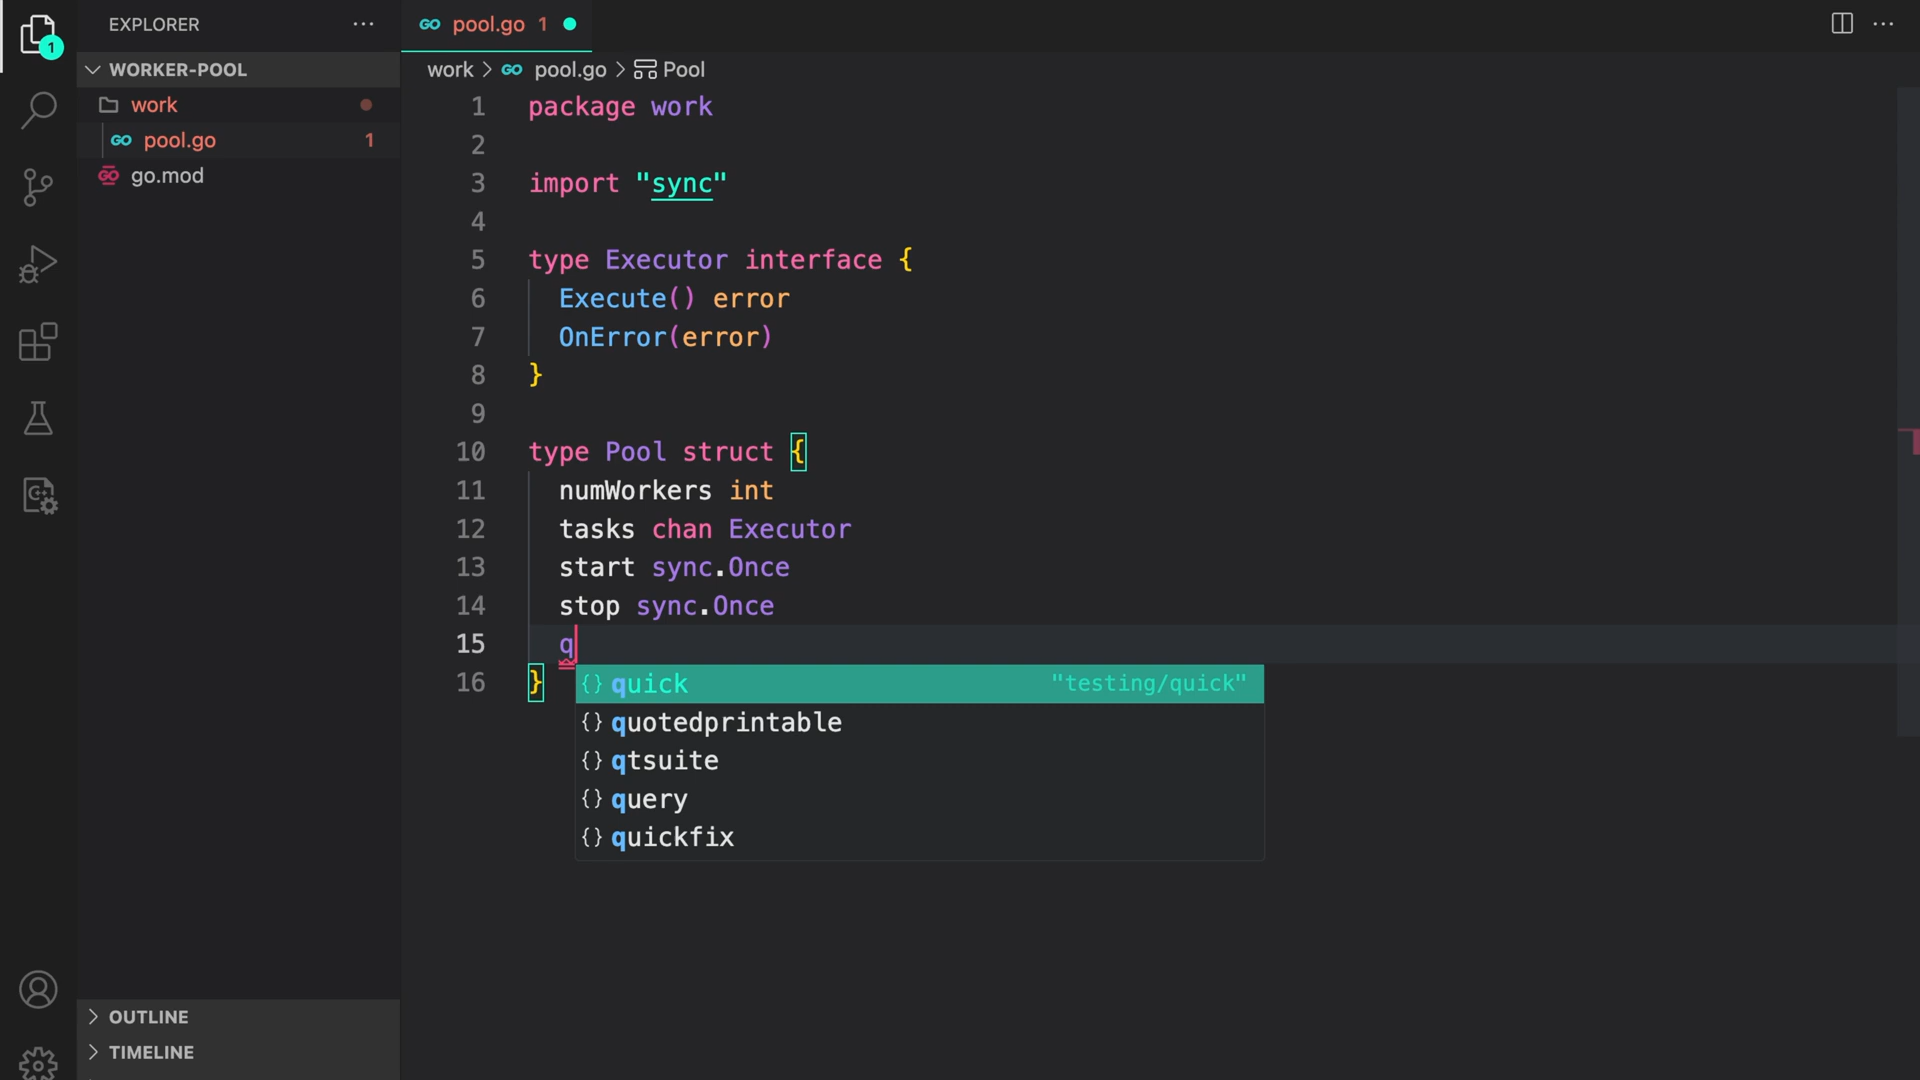 EXPLORER
WORKER-POOL
work
pool.go 1
go.mod
OUTLINE
TIMELINE
1
pool.go 1
work > pool.go > Pool
1 package work
2
3 import "sync"
4
5 type Executor interface {
6 Execute() error
7 OnError(error)
8 }
9
10 type Pool struct {
11 numWorkers int
12 tasks chan Executor
13 start sync.Once
14 stop sync.Once
15 q
16 }
{} quick "testing/quick"
{} quotedprintable
{} qtsuite
{} query
{} quickfix